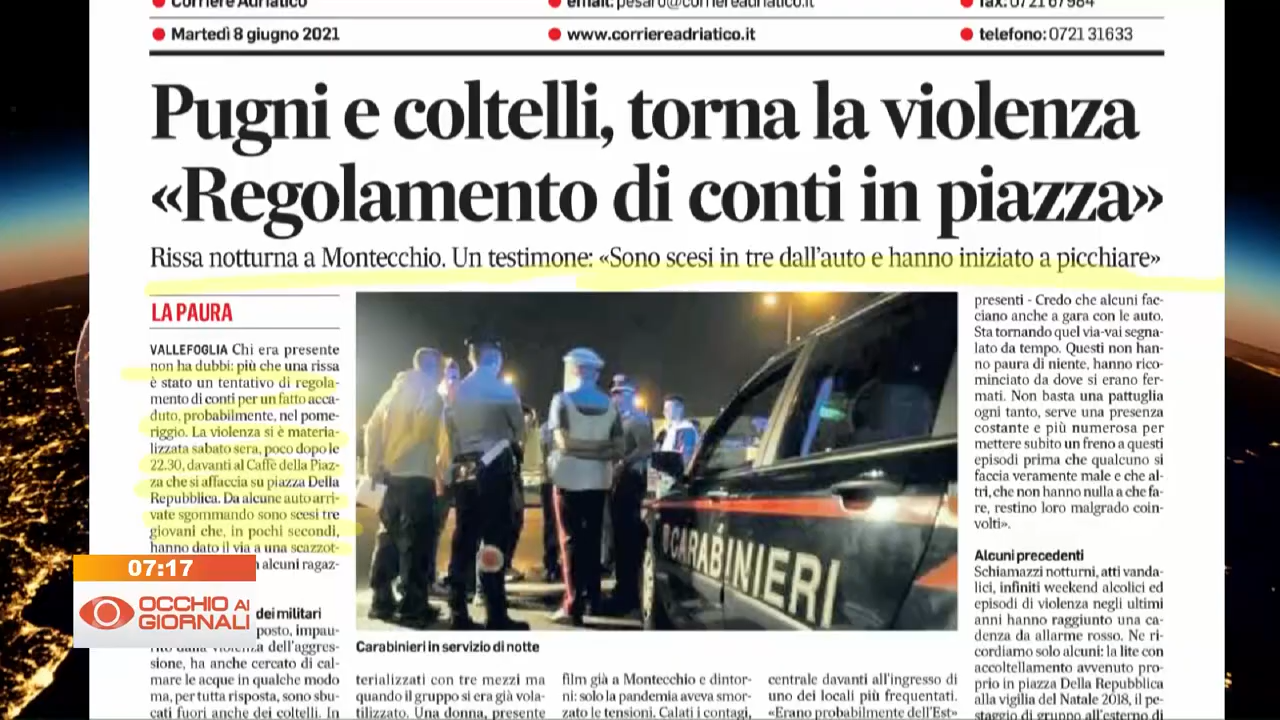 Corriere Adriatico
email: pesaro@corriereadriatico.it
fax: 0721 67984
Martedì 8 giugno 2021
www.corriereadriatico.it
telefono: 0721 31633
Pugni e coltelli, torna la violenza
«Regolamento di conti in piazza»
Rissa notturna a Montecchio. Un testimone: «Sono scesi in tre dall'auto e hanno iniziato a picchiare»
LA PAURA
VALLEFOGLIA Chi era presente
non ha dubbi: più che una rissa
è stato un tentativo di regola-
mento di conti per un fatto acca-
duto, probabilmente, nel pome-
riggio. La violenza si è materia-
lizzata sabato sera, poco dopo le
22.30, davanti al Caffè della Piaz-
za che si affaccia su piazza Della
Repubblica. Da alcune auto arri-
vate sgommando sono scesi tre
giovani che, in pochi secondi,
hanno dato il via a una scazzot-
alcuni ragaz-
dei militari
posto, impau-
dell'aggres-
sione, ha anche cercato di cal-
mare le acque in qualche modo
ma, per tutta risposta, sono sbu-
cati fuori anche dei coltelli. In
CARABINIERI
Carabinieri in servizio di notte
terializzati con tre mezzi ma
quando il gruppo si era già vola-
tilizzato. Una donna, presente
film già a Montecchio e dintor-
ni: solo la pandemia aveva smor-
zato le tensioni. Calati i contagi,
centrale davanti all'ingresso di
uno dei locali più frequentati.
«Erano probabilmente dell'Est»
presenti - Credo che alcuni fac-
ciano anche a gara con le auto.
Sta tornando quel via-vai segna-
lato da tempo. Questi non han-
no paura di niente, hanno rico-
minciato da dove si erano fer-
mati. Non basta una pattuglia
ogni tanto, serve una presenza
costante e più numerosa per
mettere subito un freno a questi
episodi prima che qualcuno si
faccia veramente male e che al-
tri, che non hanno nulla a che fa-
re, restino loro malgrado coin-
volti».
Alcuni precedenti
Schiamazzi notturni, atti vanda-
lici, infiniti weekend alcolici ed
episodi di violenza negli ultimi
anni hanno raggiunto una ca-
denza da allarme rosso. Ne ri-
cordiamo solo alcuni: la lite con
accoltellamento avvenuto pro-
prio in piazza Della Repubblica
alla vigilia del Natale 2018, il pe-
staggio di gruppo all'esterno di
07:17
OCCHIO AI
GIORNALI